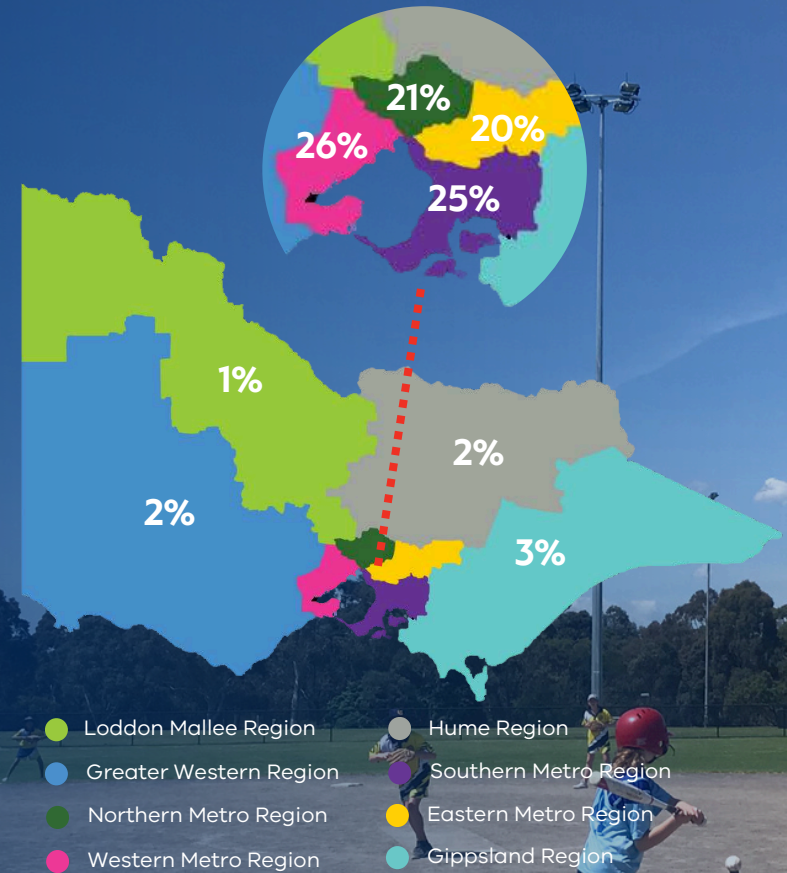 21%
20%
26%
25%
1%
2%
2%
3%
Loddon Mallee Region
Hume Region
Greater Western Region
Southern Metro Region
Northern Metro Region
Eastern Metro Region
Western Metro Region
Gippsland Region